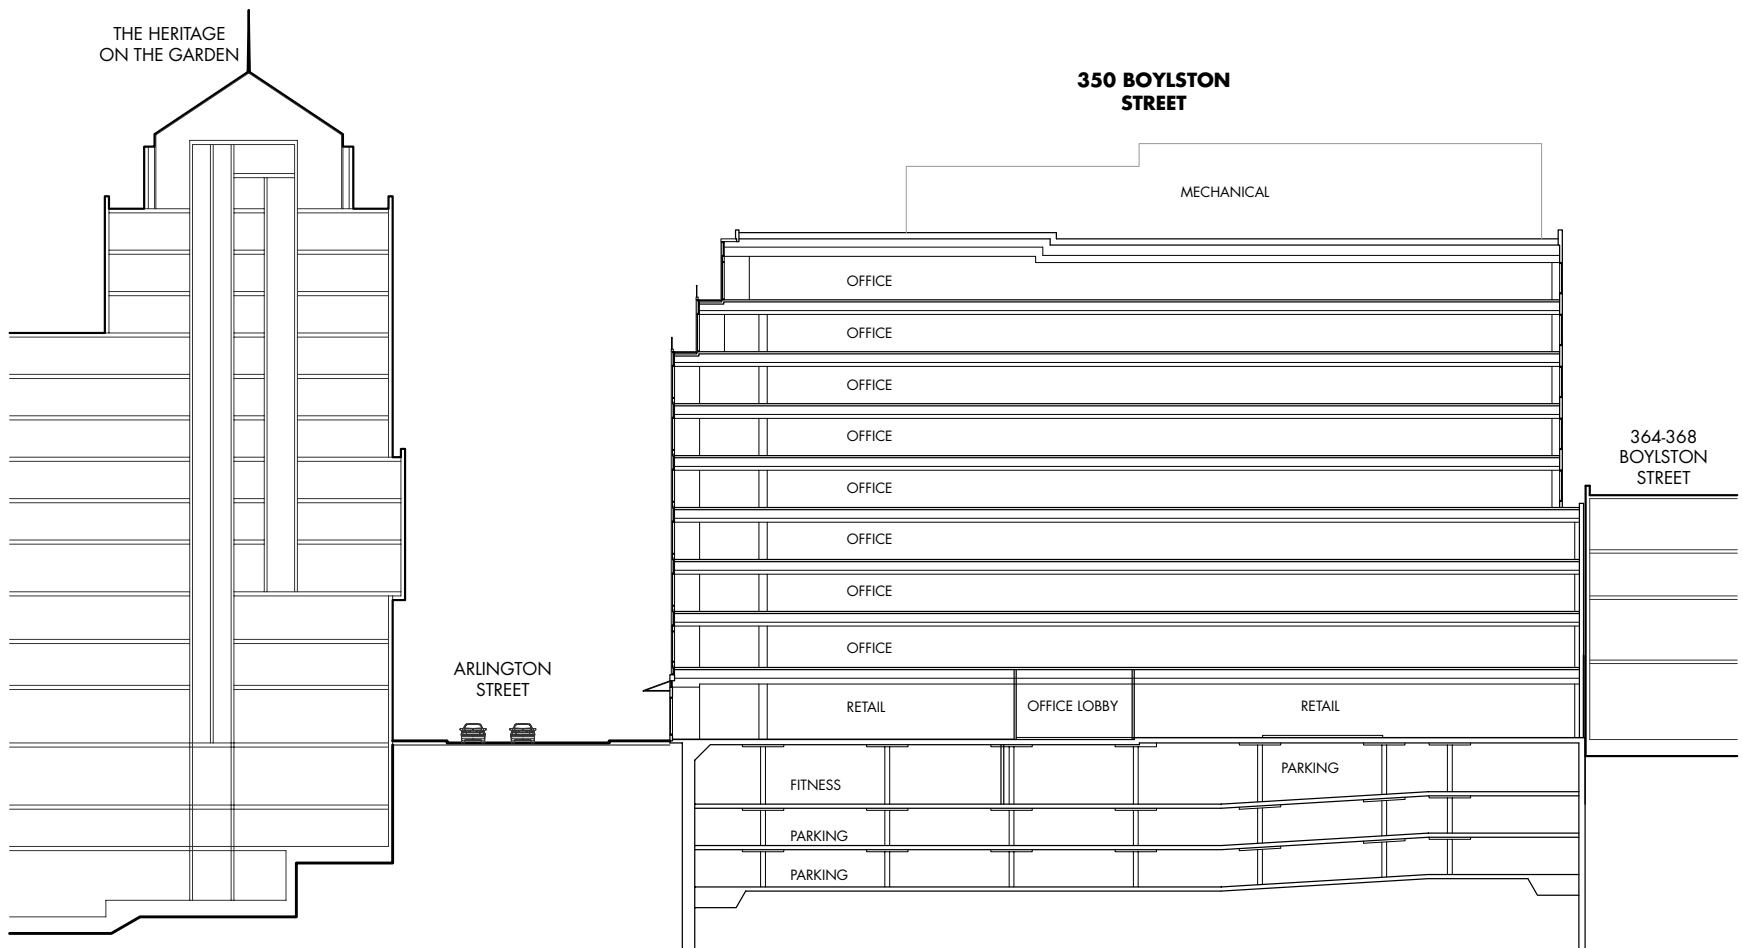 THE HERITAGE
ON THE GARDEN
350 BOYLSTON
STREET
MECHANICAL
OFFICE
OFFICE
OFFICE
OFFICE
364-368
BOYLSTON
STREET
OFFICE
OFFICE
OFFICE
OFFICE
ARLINGTON
STREET
RETAIL
OFFICE LOBBY
RETAIL
FITNESS
PARKING
PARKING
PARKING